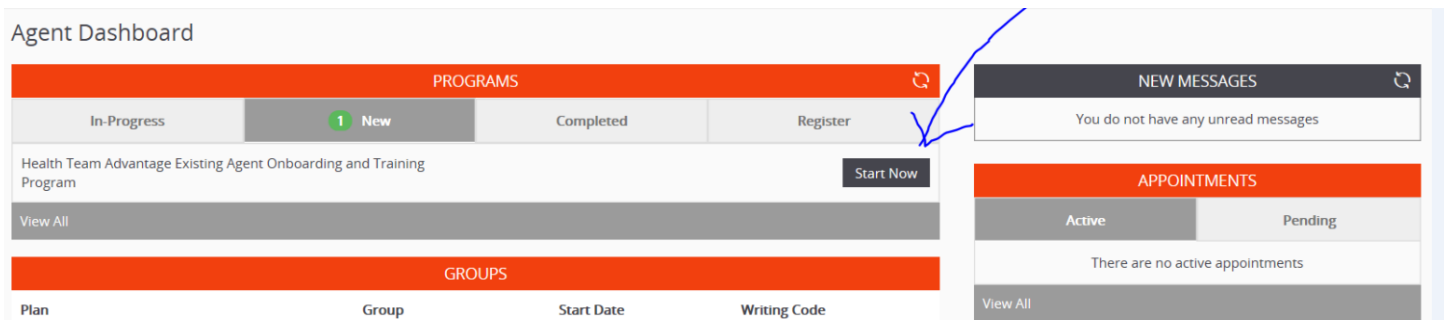 Agent Dashboard
PROGRAMS
In-Progress 1 New Completed Register
Health Team Advantage Existing Agent Onboarding and Training
Program
Start Now
View All
GROUPS
Plan Group Start Date Writing Code
NEW MESSAGES
You do not have any unread messages
APPOINTMENTS
Active Pending
There are no active appointments
View All